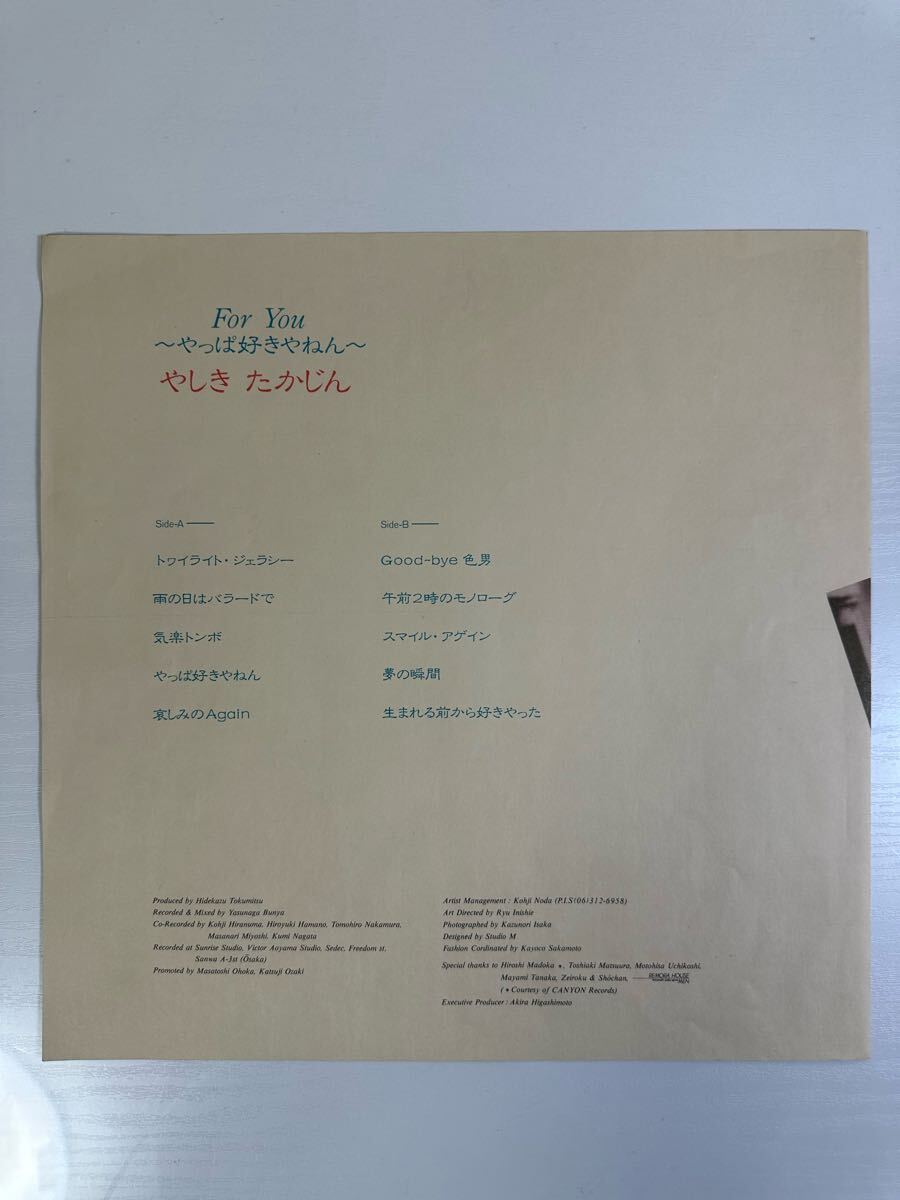 For You
～やっぱ好きやねん～
やしき たかじん
Side-A
トワイライト・ジェラシー
雨の日はバラードで
気楽トンボ
やっぱ好きやねん
哀しみのAgain
Side-B
Good-bye 色男
午前2時のモノローグ
スマイル・アゲイン
夢の瞬間
生まれる前から好きやった
Produced by Hidekazu Tokumitsu
Recorded & Mixed by Yasunaga Bunya
Co-Recorded by Kohji Hiranuma, Hiroyuki Hamano, Tomohiro Nakamura,
Masanari Miyoshi, Kumi Nagata
Recorded at Sunrise Studio, Victor Aoyama Studio, Sedec, Freedom st,
Sanwa A-3st (Ōsaka)
Promoted by Masatoshi Ohoka, Katsuji Ozaki
Artist Management : Kohji Noda (P.I.S(06)312-6958)
Art Directed by Ryu Inishie
Photographed by Kazunori Isaka
Designed by Studio M
Fashion Cordinated by Kayoco Sakamoto
Special thanks to Hiroshi Madoka *, Toshiaki Matsuura, Motohisa Uchikoshi,
Mayami Tanaka, Zeiroku & Shōchan,
(* Courtesy of CANYON Records)
Executive Producer : Akira Higashimoto